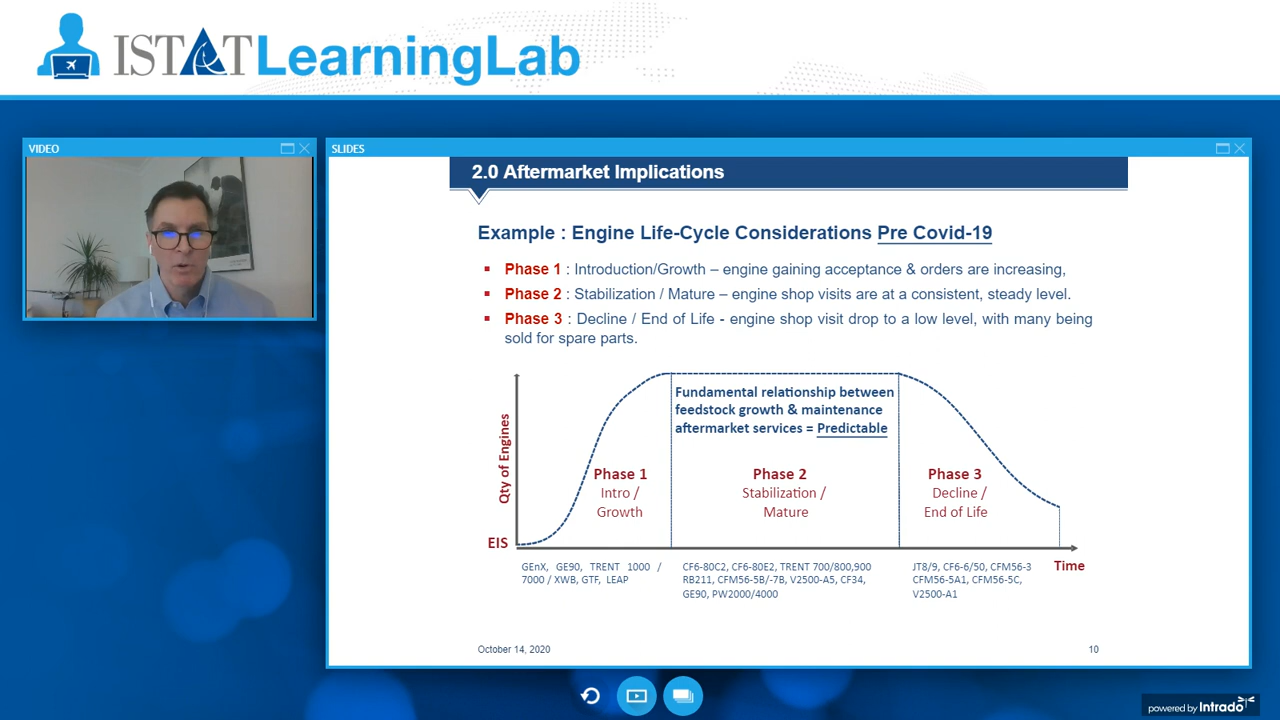 ISTAT LearningLab
VIDEO
SLIDES
2.0 Aftermarket Implications
Example : Engine Life-Cycle Considerations Pre Covid-19
▪ Phase 1 : Introduction/Growth – engine gaining acceptance & orders are increasing,
▪ Phase 2 : Stabilization / Mature – engine shop visits are at a consistent, steady level.
▪ Phase 3 : Decline / End of Life - engine shop visit drop to a low level, with many being
sold for spare parts.
Fundamental relationship between
feedstock growth & maintenance
aftermarket services = Predictable
Qty of Engines
Phase 1
Intro /
Growth
Phase 2
Stabilization /
Mature
Phase 3
Decline /
End of Life
EIS
Time
GEnX, GE90, TRENT 1000 /
7000 / XWB, GTF, LEAP
CF6-80C2, CF6-80E2, TRENT 700/800,900
RB211, CFM56-5B/-7B, V2500-A5, CF34,
GE90, PW2000/4000
JT8/9, CF6-6/50, CFM56-3
CFM56-5A1, CFM56-5C,
V2500-A1
October 14, 2020
10
powered by Intrado